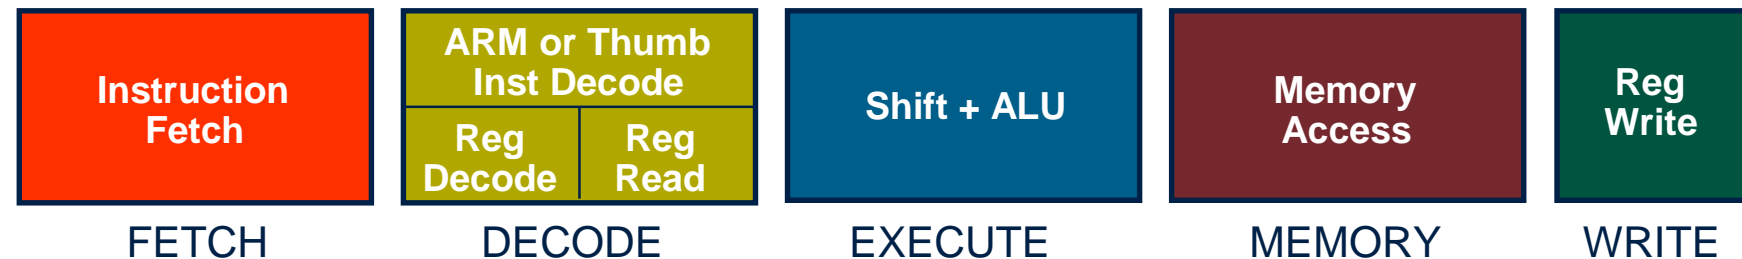 Instruction
Fetch
ARM or Thumb
Inst Decode
Reg
Decode
Reg
Read
Shift + ALU
Memory
Access
Reg
Write
FETCH
DECODE
EXECUTE
MEMORY
WRITE